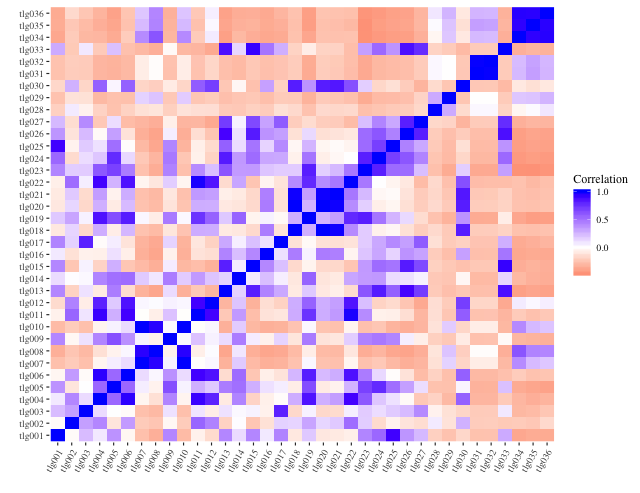 tlg036
tlg035
tlg034
tlg033
tlg032
tlg031
tlg030
tlg029
tlg028
tlg027
tlg026
tlg025
tlg024
tlg023
tlg022
tlg021
tlg020
tlg019
tlg018
tlg017
tlg016
tlg015
tlg014
tlg013
tlg012
tlg011
tlg010
tlg009
tlg008
tlg007
tlg006
tlg005
tlg004
tlg003
tlg002
tlg001
Correlation
1.0
0.5
0.0
tlg001 tlg002 tlg003 tlg004 tlg005 tlg006 tlg007 tlg008 tlg009 tlg010 tlg011 tlg012 tlg013 tlg014 tlg015 tlg016 tlg017 tlg018 tlg019 tlg020 tlg021 tlg022 tlg023 tlg024 tlg025 tlg026 tlg027 tlg028 tlg029 tlg030 tlg031 tlg032 tlg033 tlg034 tlg035 tlg036